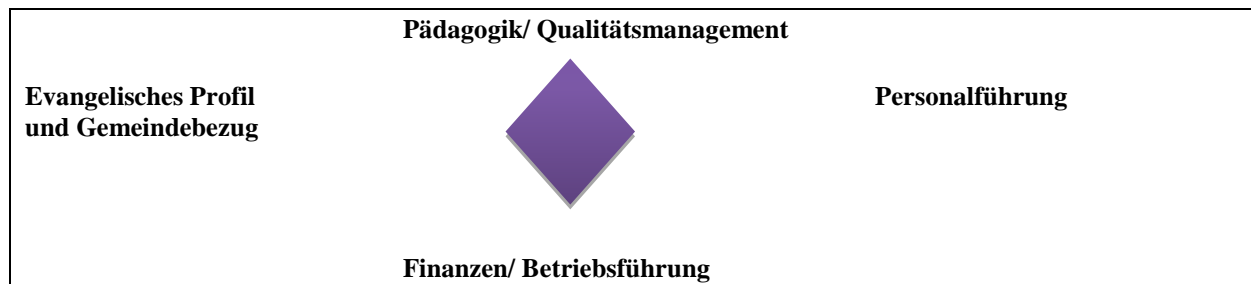 Pädagogik/ Qualitätsmanagement
Evangelisches Profil
und Gemeindebezug
Personalführung
Finanzen/ Betriebsführung